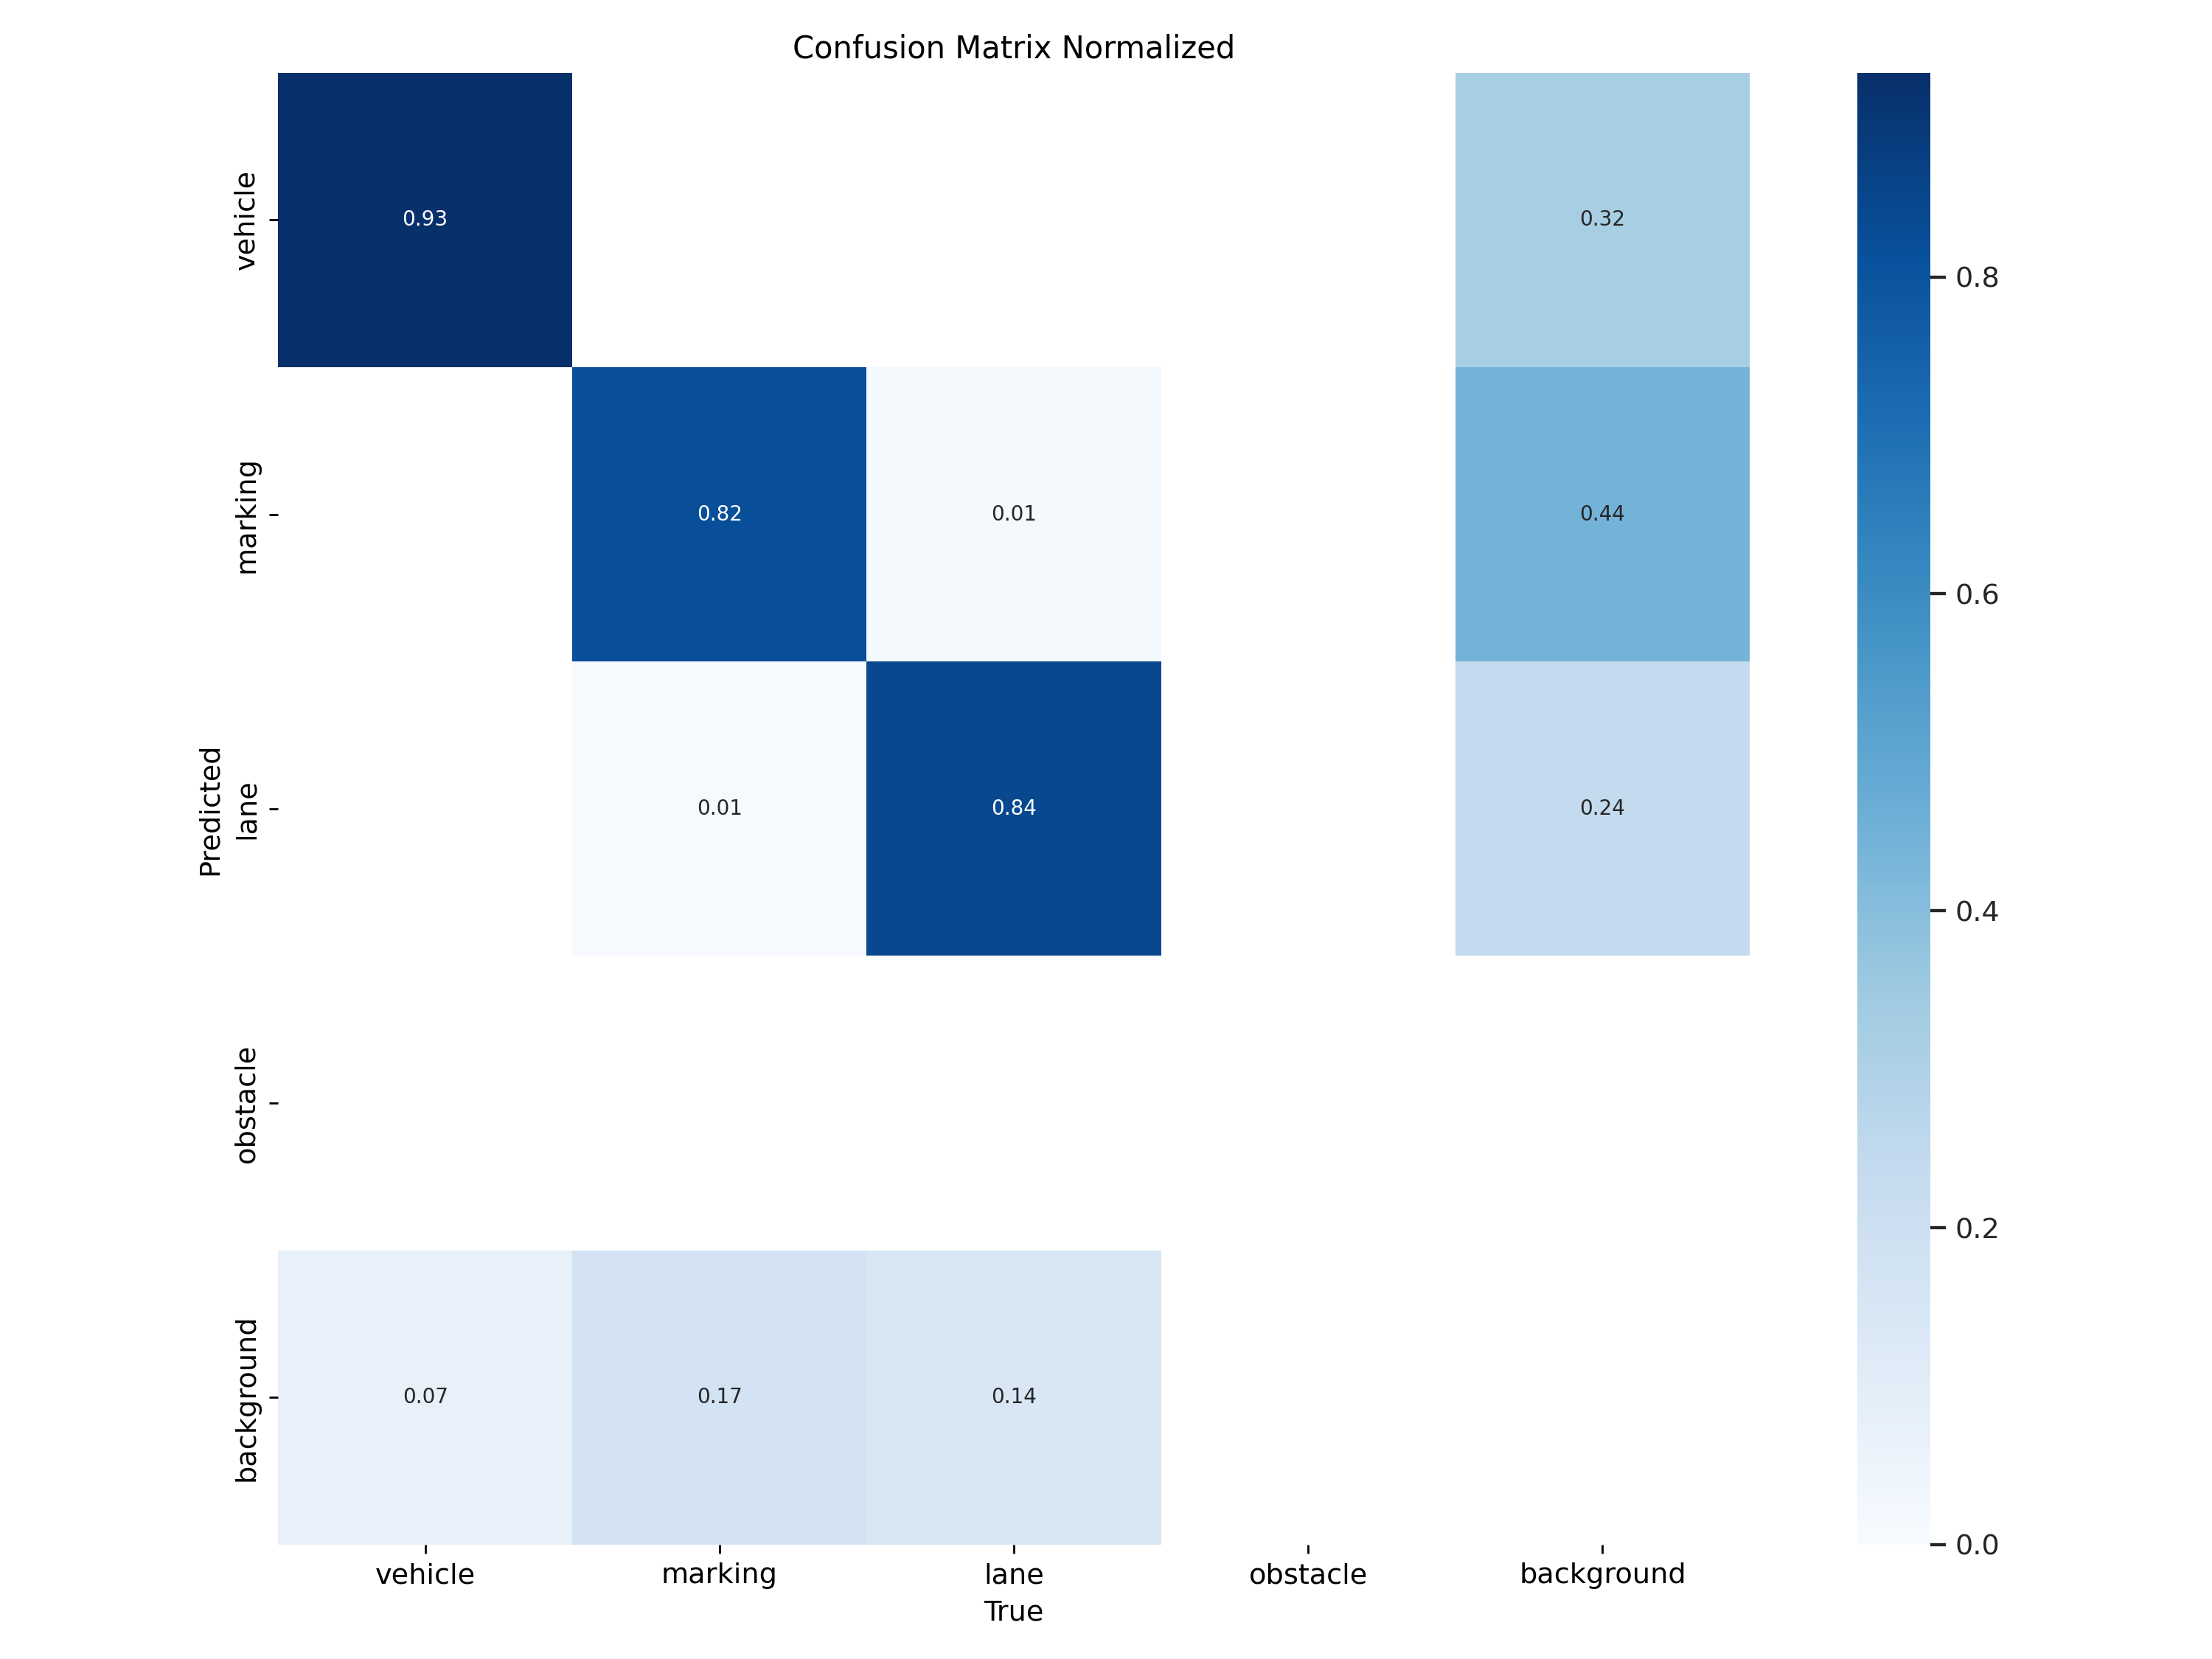 Confusion Matrix Normalized
vehicle
0.93
0.32
0.8
marking
0.82
0.01
0.44
0.6
Predicted
lane
0.01
0.84
0.24
0.4
obstacle
0.2
background
0.07
0.17
0.14
0.0
vehicle marking lane obstacle background
True